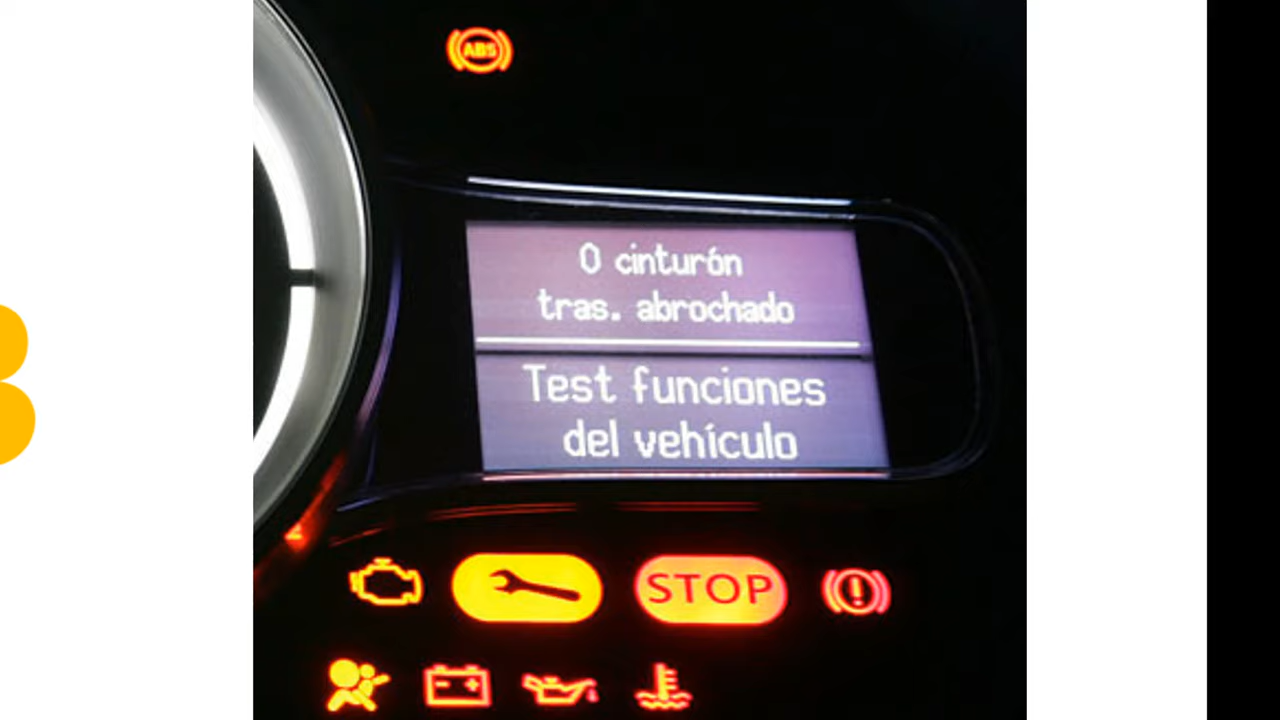 ABS
0 cinturón
tras. abrochado
Test funciones
del vehículo
STOP